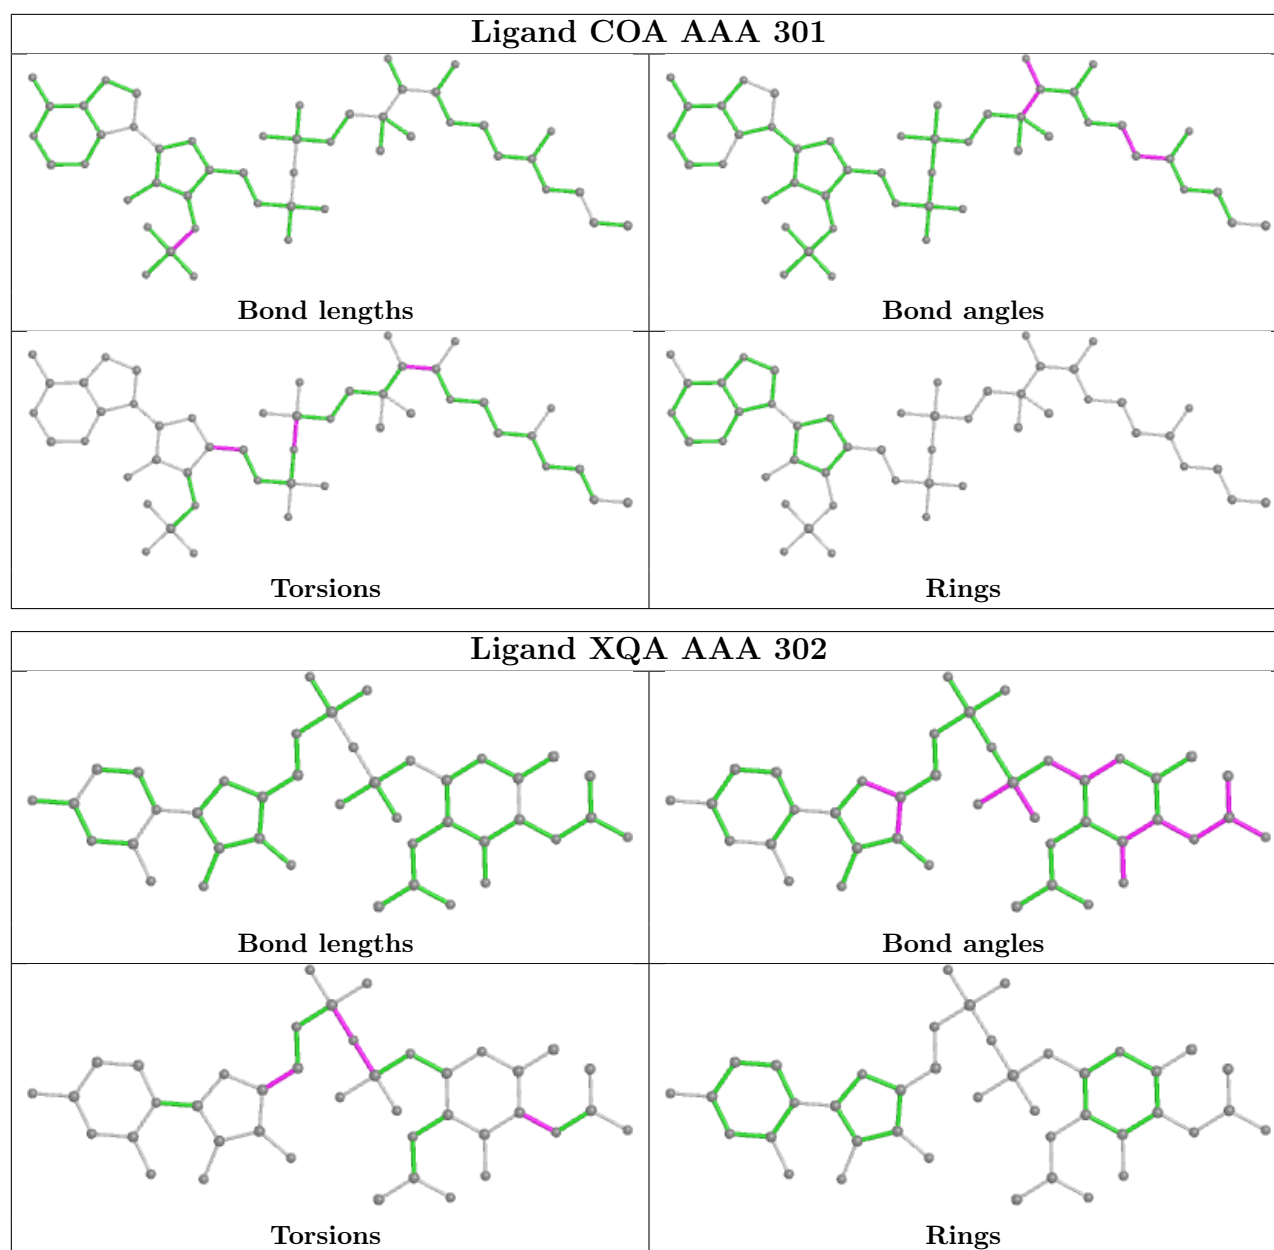 Ligand COA AAA 301
Bond lengths
Bond angles
Torsions
Rings
Ligand XQA AAA 302
Bond lengths
Bond angles
Torsions
Rings